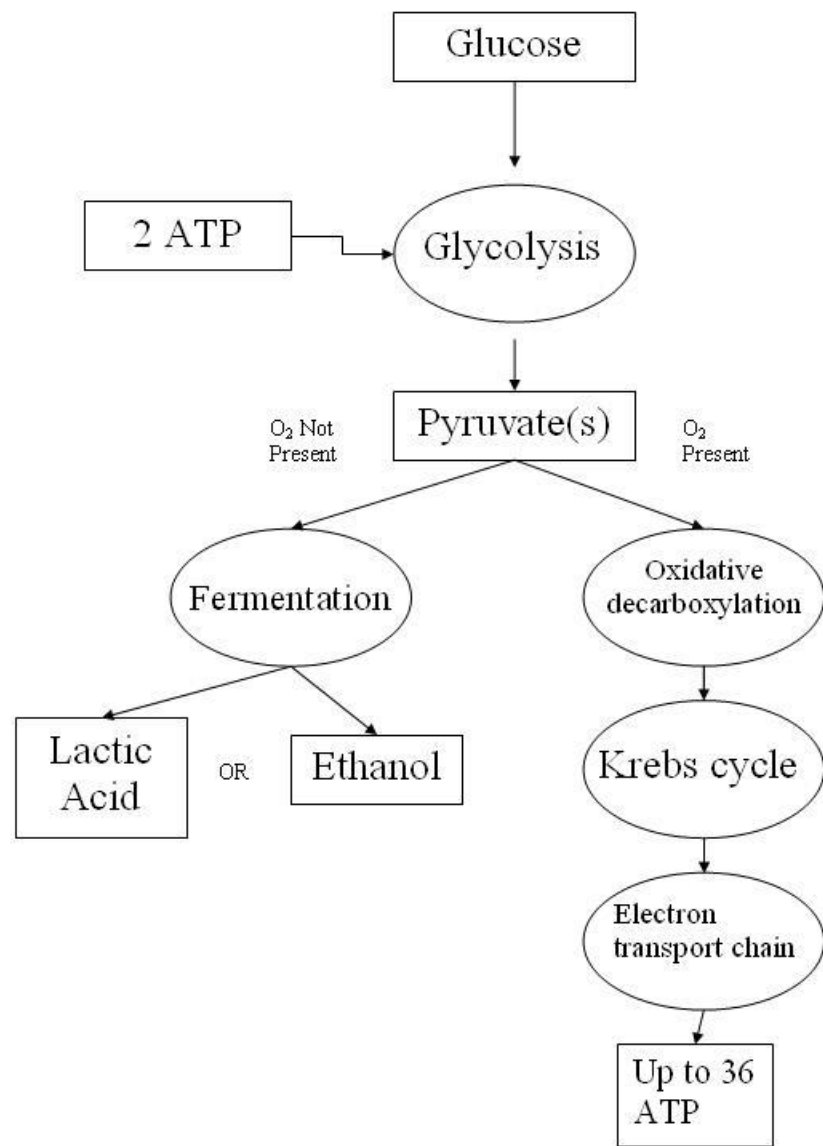 Glucose
2 ATP
Glycolysis
Pyruvate(s)
O₂ Not
Present
O₂
Present
Fermentation
Oxidative
decarboxylation
Lactic
Acid
OR
Ethanol
Krebs cycle
Electron
transport chain
Up to 36
ATP